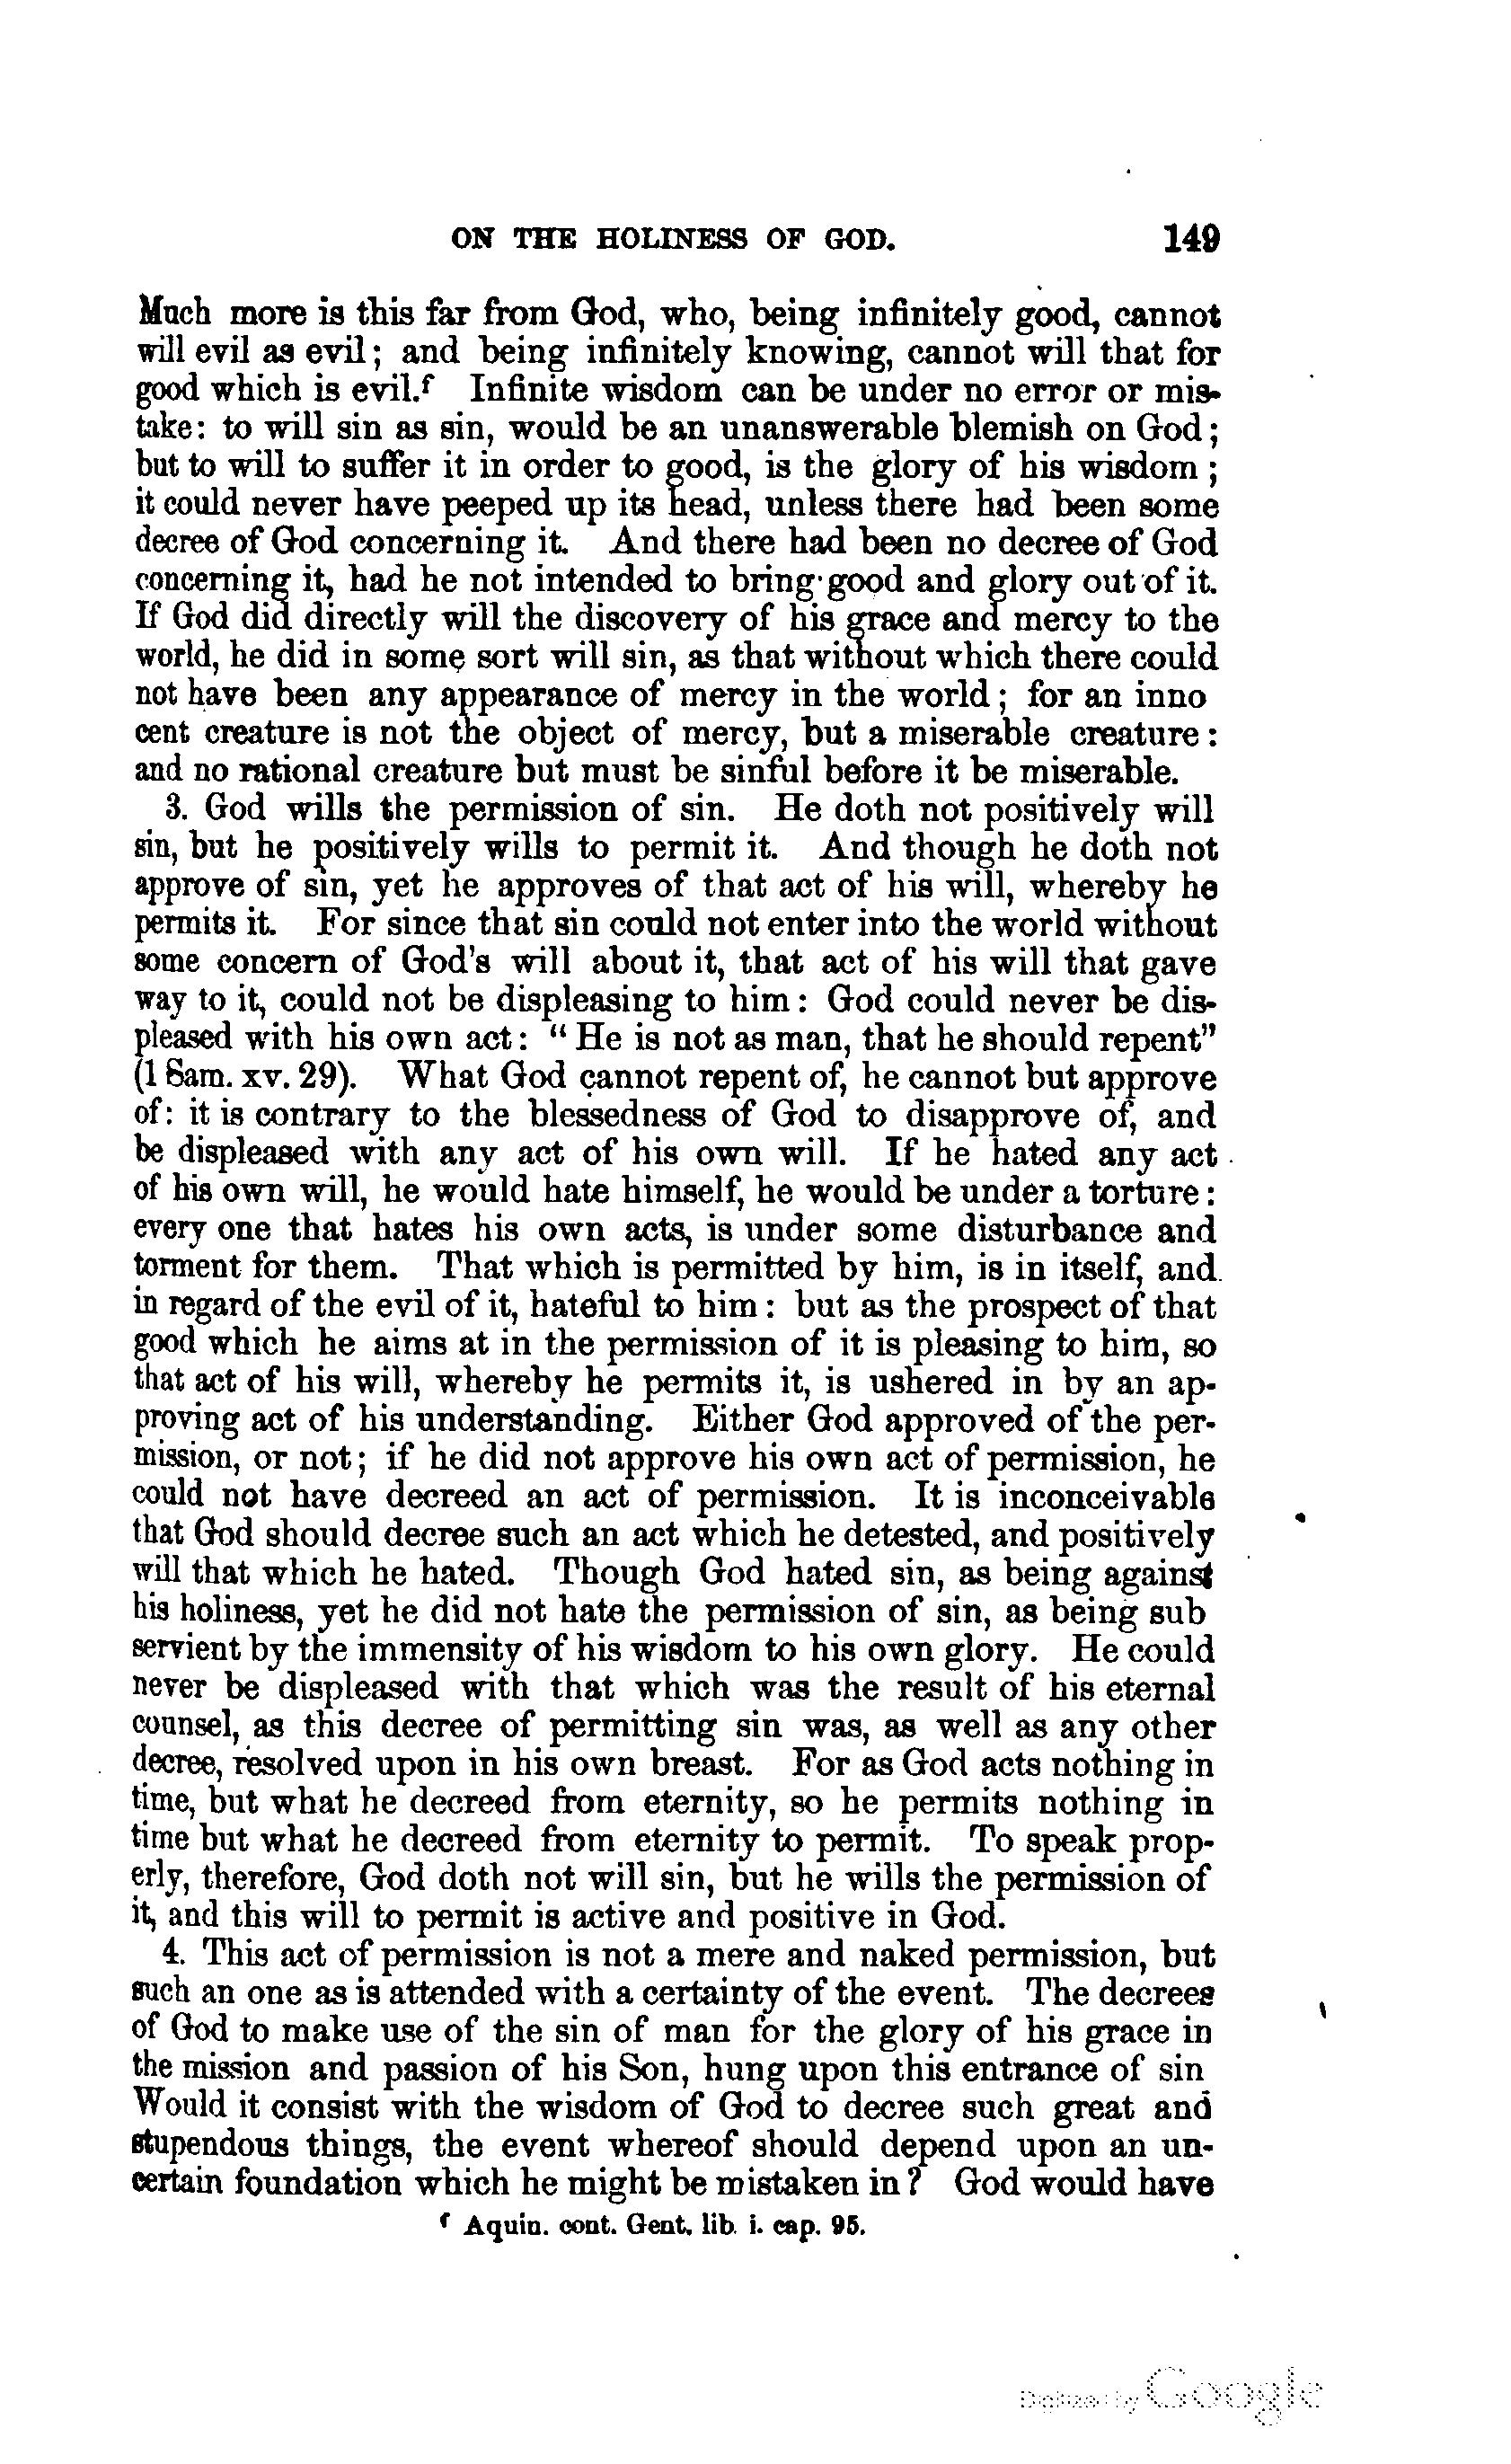 ON THE HOLINESS OF GOD. 149
Much more is this far from God, who, being infinitely good, cannot
will evil as evil; and being infinitely knowing, cannot will that for
good which is evil.f Infinite wisdom can be under no error or mis-
take: to will sin as sin, would be an unanswerable blemish on God;
but to will to suffer it in order to good, is the glory of his wisdom;
it could never have peeped up its head, unless there had been some
decree of God concerning it. And there had been no decree of God
concerning it, had he not intended to bring good and glory out of it.
If God did directly will the discovery of his grace and mercy to the
world, he did in some sort will sin, as that without which there could
not have been any appearance of mercy in the world; for an inno
cent creature is not the object of mercy, but a miserable creature:
and no rational creature but must be sinful before it be miserable.
3. God wills the permission of sin. He doth not positively will
sin, but he positively wills to permit it. And though he doth not
approve of sin, yet he approves of that act of his will, whereby he
permits it. For since that sin could not enter into the world without
some concern of God's will about it, that act of his will that gave
way to it, could not be displeasing to him: God could never be dis-
pleased with his own act: "He is not as man, that he should repent"
(1 Sam. xv. 29). What God cannot repent of, he cannot but approve
of: it is contrary to the blessedness of God to disapprove of, and
be displeased with any act of his own will. If he hated any act
of his own will, he would hate himself, he would be under a torture:
every one that hates his own acts, is under some disturbance and
torment for them. That which is permitted by him, is in itself, and
in regard of the evil of it, hateful to him: but as the prospect of that
good which he aims at in the permission of it is pleasing to him, so
that act of his will, whereby he permits it, is ushered in by an ap-
proving act of his understanding. Either God approved of the per-
mission, or not; if he did not approve his own act of permission, he
could not have decreed an act of permission. It is inconceivable
that God should decree such an act which he detested, and positively
will that which he hated. Though God hated sin, as being against
his holiness, yet he did not hate the permission of sin, as being sub
servient by the immensity of his wisdom to his own glory. He could
never be displeased with that which was the result of his eternal
counsel, as this decree of permitting sin was, as well as any other
decree, resolved upon in his own breast. For as God acts nothing in
time, but what he decreed from eternity, so he permits nothing in
time but what he decreed from eternity to permit. To speak prop-
erly, therefore, God doth not will sin, but he wills the permission of
it, and this will to permit is active and positive in God.
4. This act of permission is not a mere and naked permission, but
such an one as is attended with a certainty of the event. The decrees
of God to make use of the sin of man for the glory of his grace in
the mission and passion of his Son, hung upon this entrance of sin
Would it consist with the wisdom of God to decree such great and
stupendous things, the event whereof should depend upon an un-
certain foundation which he might be mistaken in? God would have
f Aquin. cont. Gent. lib. i. cap. 95.
Digitized by Google